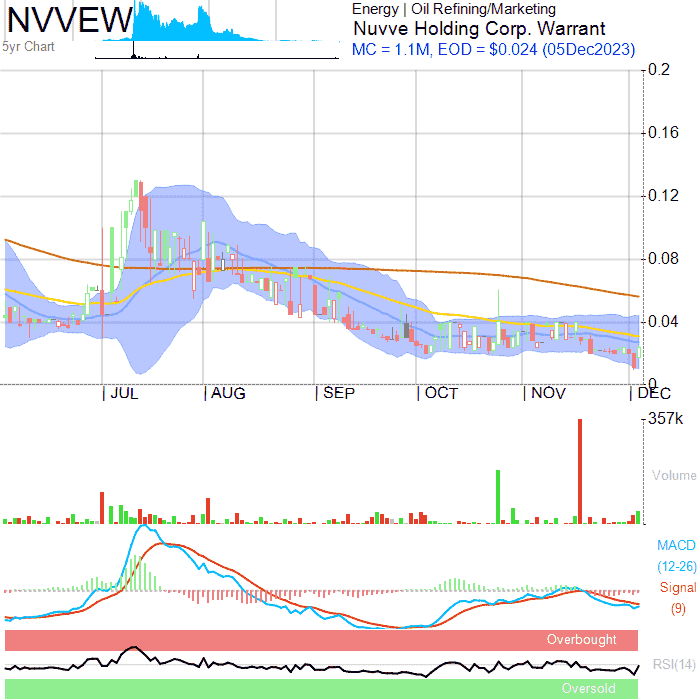 NVVEW
5yr Chart
Energy | Oil Refining/Marketing
Nuvve Holding Corp. Warrant
MC = 1.1M, EOD = $0.024 (05Dec2023)
0.2
0.16
0.12
0.08
0.04
0
JUL
AUG
SEP
OCT
NOV
DEC
357k
Volume
MACD
(12-26)
Signal
(9)
Overbought
RSI(14)
Oversold